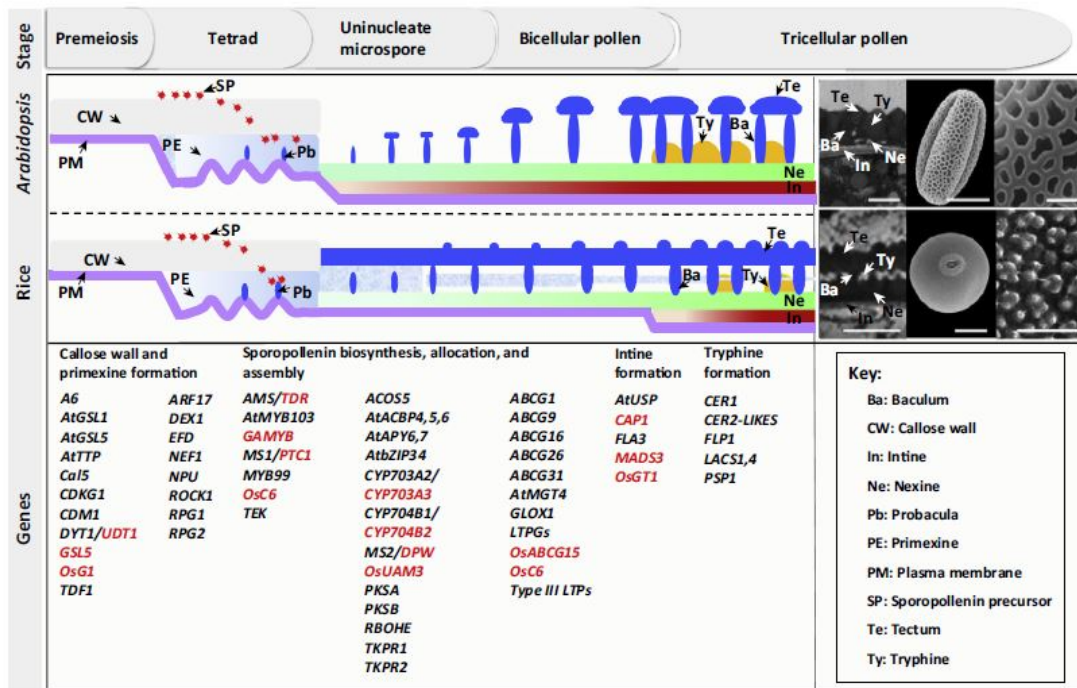 Stage
Premeiosis
Tetrad
Uninucleate
microspore
Bicellular pollen
Tricellular pollen
Arabidopsis
SP
CW
PE
PM
Pb
Te
Ty
Ba
Ne
In
Te
Ty
Ba
Ne
In
Rice
SP
CW
PM
PE
Pb
Te
Ba
Ty
Ne
In
Te
Ty
Ba
In
Ne
Genes
Callose wall and
primexine formation
A6
AtGSL1
AtGSL5
AtTTP
Cal5
CDKG1
CDM1
DYT1/UDT1
GSL5
OsG1
TDF1
ARF17
DEX1
EFD
NEF1
NPU
ROCK1
RPG1
RPG2
Sporopollenin biosynthesis, allocation, and
assembly
AMS/TDR
AtMYB103
GAMYB
MS1/PTC1
MYB99
OsC6
TEK
ACOS5
AtACBP4,5,6
AtAPY6,7
AtbZIP34
CYP703A2/
CYP703A3
CYP704B1/
CYP704B2
MS2/DPW
OsUAM3
PKSA
PKSB
RBOHE
TKPR1
TKPR2
ABCG1
ABCG9
ABCG16
ABCG26
ABCG31
AtMGT4
GLOX1
LTPGs
OsABCG15
OsC6
Type III LTPs
Intine
formation
AtUSP
CAP1
FLA3
MADS3
OsGT1
Tryphine
formation
CER1
CER2-LIKES
FLP1
LACS1,4
PSP1
Key:
Ba: Baculum
CW: Callose wall
In: Intine
Ne: Nexine
Pb: Probacula
PE: Primexine
PM: Plasma membrane
SP: Sporopollenin precursor
Te: Tectum
Ty: Tryphine